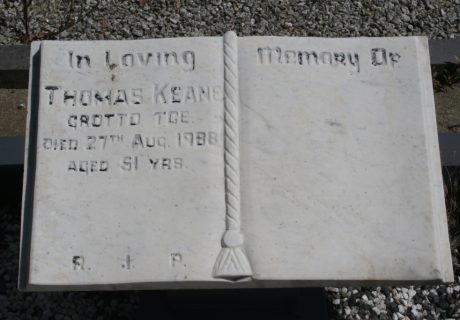 In Loving Memory Of
THOMAS KEANE
GROTTO TCE.
DIED 27TH AUG. 1988
AGED 51 YRS.
R. I. P.